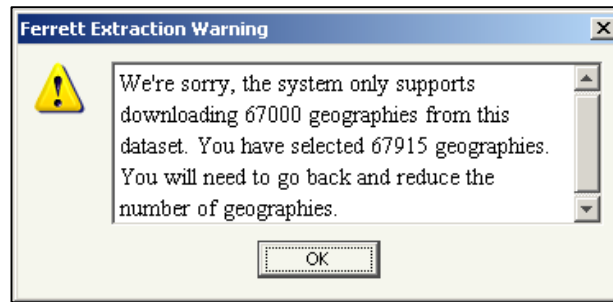 Ferrett Extraction Warning
We're sorry, the system only supports
downloading 67000 geographies from this
dataset. You have selected 67915 geographies.
You will need to go back and reduce the
number of geographies.
OK